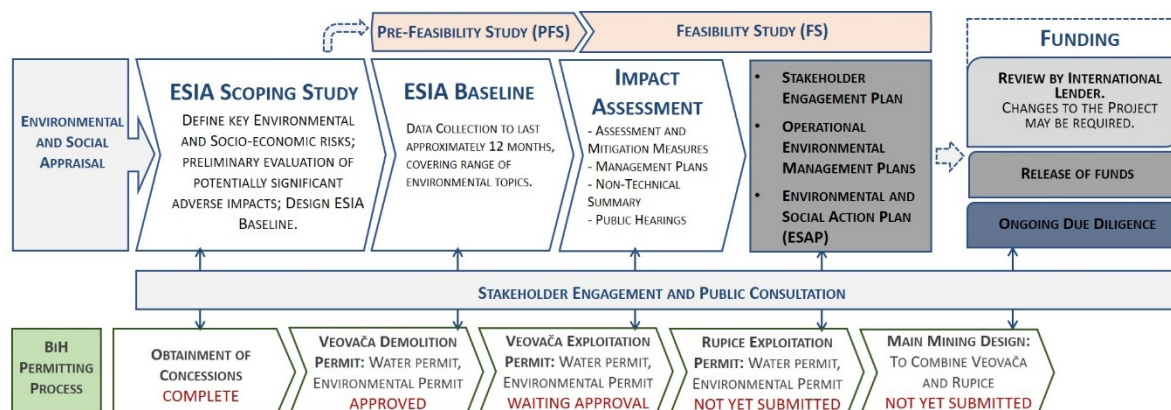 PRE-FEASIBILITY STUDY (PFS)
FEASIBILITY STUDY (FS)
FUNDING
ENVIRONMENTAL
AND SOCIAL
APPRAISAL
ESIA SCOPING STUDY
DEFINE KEY ENVIRONMENTAL
AND SOCIO-ECONOMIC RISKS;
PRELIMINARY EVALUATION OF
POTENTIALLY SIGNIFICANT
ADVERSE IMPACTS; DESIGN ESIA
BASELINE.
ESIA BASELINE
DATA COLLECTION TO LAST
APPROXIMATELY 12 MONTHS,
COVERING RANGE OF
ENVIRONMENTAL TOPICS.
IMPACT
ASSESSMENT
- ASSESSMENT AND
MITIGATION MEASURES
- MANAGEMENT PLANS
- NON-TECHNICAL
SUMMARY
- PUBLIC HEARINGS
• STAKEHOLDER
ENGAGEMENT PLAN
• OPERATIONAL
ENVIRONMENTAL
MANAGEMENT PLANS
• ENVIRONMENTAL AND
SOCIAL ACTION PLAN
(ESAP)
REVIEW BY INTERNATIONAL
LENDER.
CHANGES TO THE PROJECT
MAY BE REQUIRED.
RELEASE OF FUNDS
ONGOING DUE DILIGENCE
STAKEHOLDER ENGAGEMENT AND PUBLIC CONSULTATION
BIH
PERMITTING
PROCESS
OBTAINMENT OF
CONCESSIONS
COMPLETE
VEOVAČA DEMOLITION
PERMIT: WATER PERMIT,
ENVIRONMENTAL PERMIT
APPROVED
VEOVAČA EXPLOITATION
PERMIT: WATER PERMIT,
ENVIRONMENTAL PERMIT
WAITING APPROVAL
RUPICE EXPLOITATION
PERMIT: WATER PERMIT,
ENVIRONMENTAL PERMIT
NOT YET SUBMITTED
MAIN MINING DESIGN:
TO COMBINE VEOVAČA
AND RUPICE
NOT YET SUBMITTED